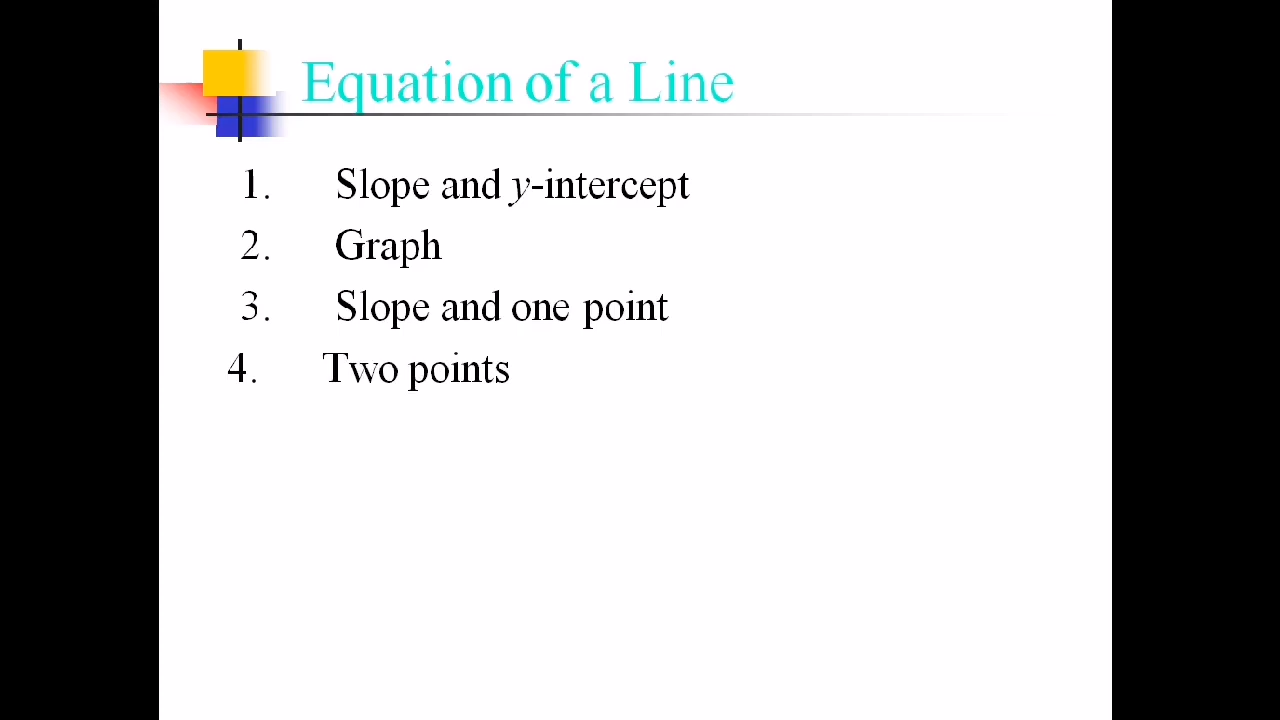 Equation of a Line
1. Slope and y-intercept
2. Graph
3. Slope and one point
4. Two points